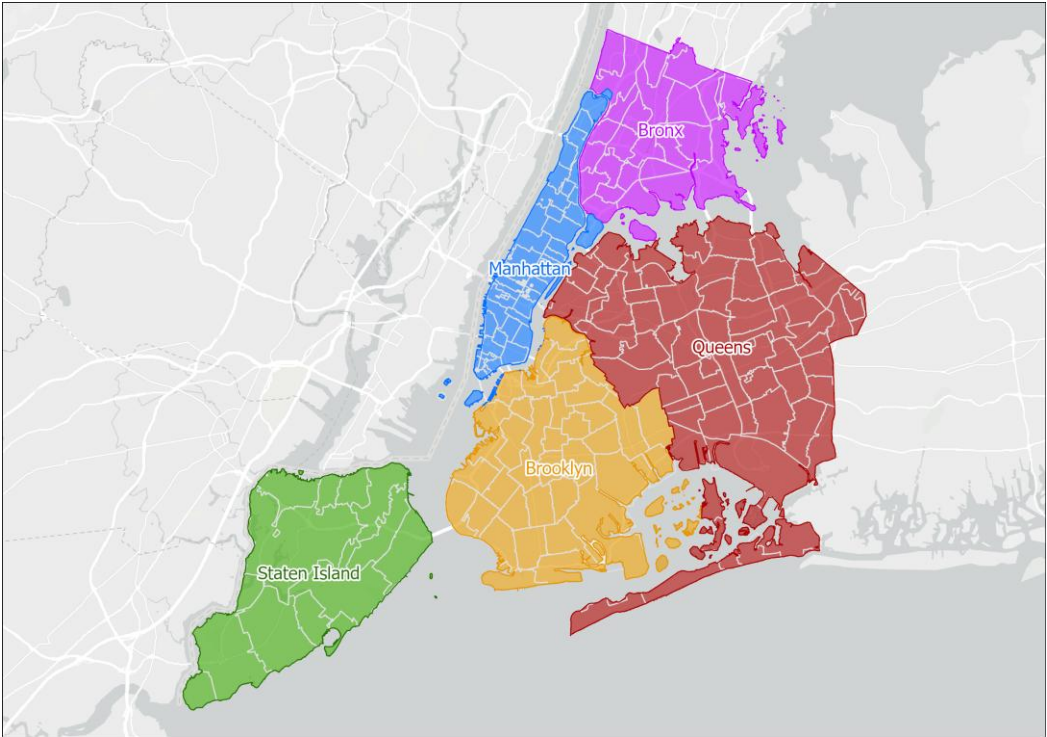 Bronx
Manhattan
Queens
Brooklyn
Staten Island